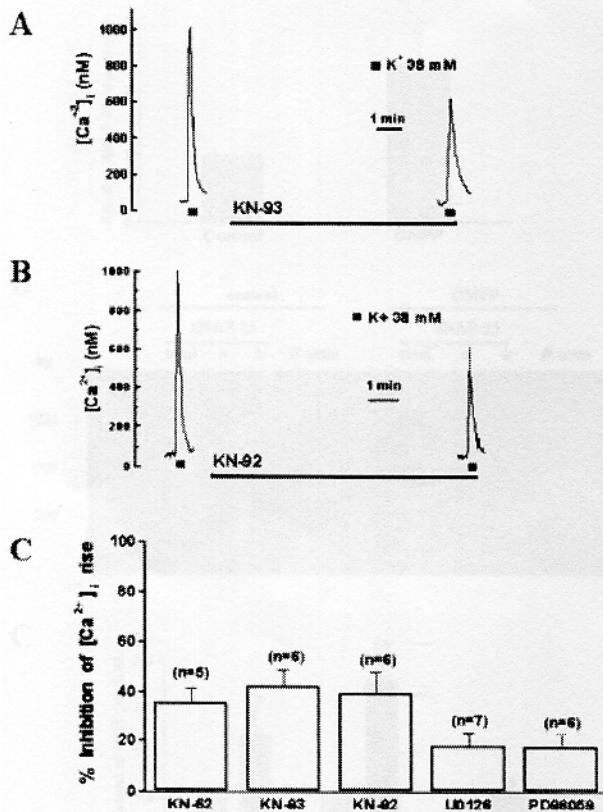 A
[Ca⁺²]i (nM)
1000
800
600
400
200
0
K⁺ 38 mM
1 min
KN-93
B
[Ca²⁺]i (nM)
1000
800
600
400
200
0
K+ 38 mM
1 min
KN-92
C
% Inhibition of [Ca²⁺]i rise
100
80
60
40
20
0
(n=5)
(n=6)
(n=6)
(n=7)
(n=6)
KN-62
KN-93
KN-92
U0126
PD98059